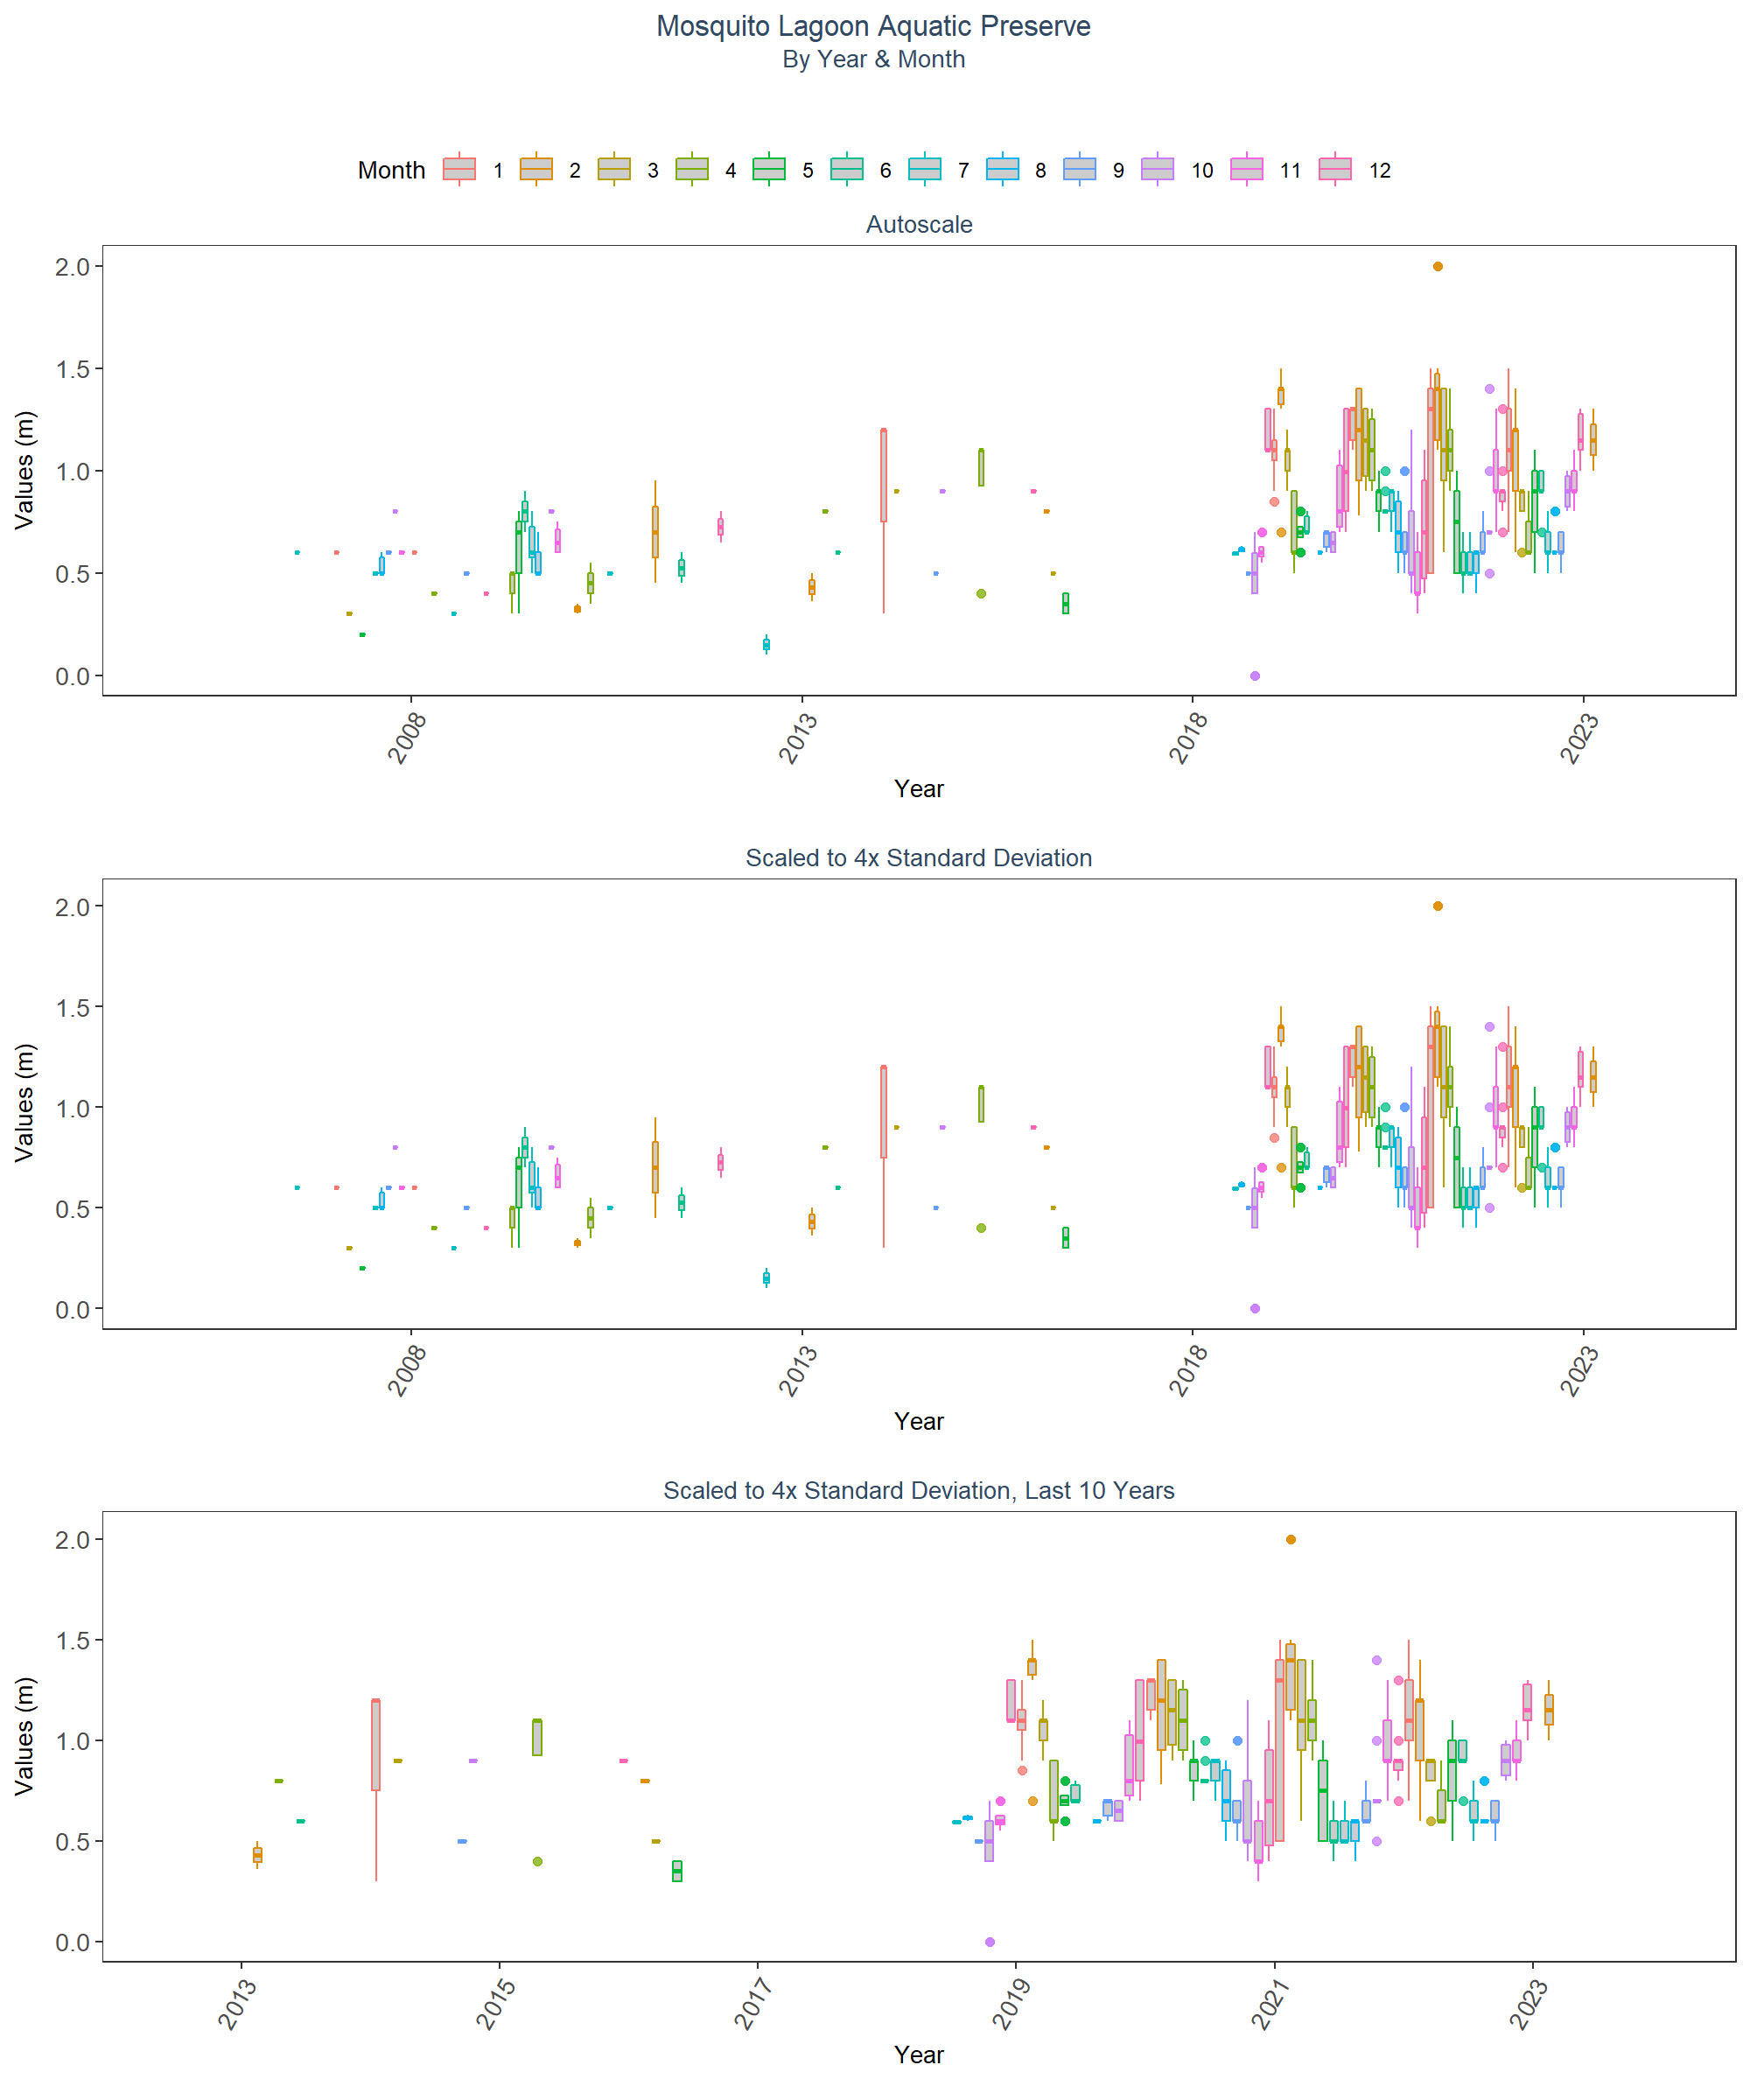 Mosquito Lagoon Aquatic Preserve
By Year & Month
Month 1 2 3 4 5 6 7 8 9 10 11 12
Autoscale
2.0
1.5
1.0
0.5
0.0
Values (m)
2008 2013 2018 2023
Year
Scaled to 4x Standard Deviation
2.0
1.5
1.0
0.5
0.0
Values (m)
2008 2013 2018 2023
Year
Scaled to 4x Standard Deviation, Last 10 Years
2.0
1.5
1.0
0.5
0.0
Values (m)
2013 2015 2017 2019 2021 2023
Year